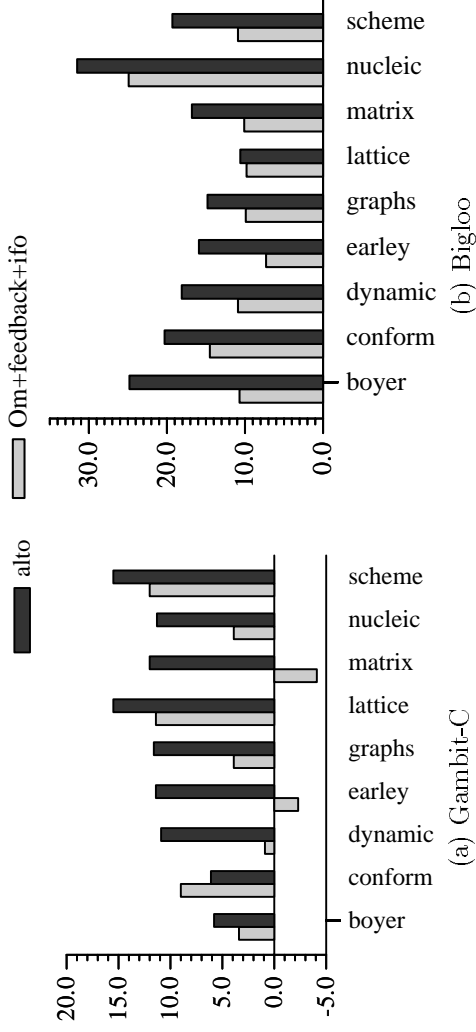 alto
Om+feedback+ifo
20.0
15.0
10.0
5.0
0.0
-5.0
boyer
conform
dynamic
earley
graphs
lattice
matrix
nucleic
scheme
(a) Gambit-C
30.0
20.0
10.0
0.0
boyer
conform
dynamic
earley
graphs
lattice
matrix
nucleic
scheme
(b) Bigloo